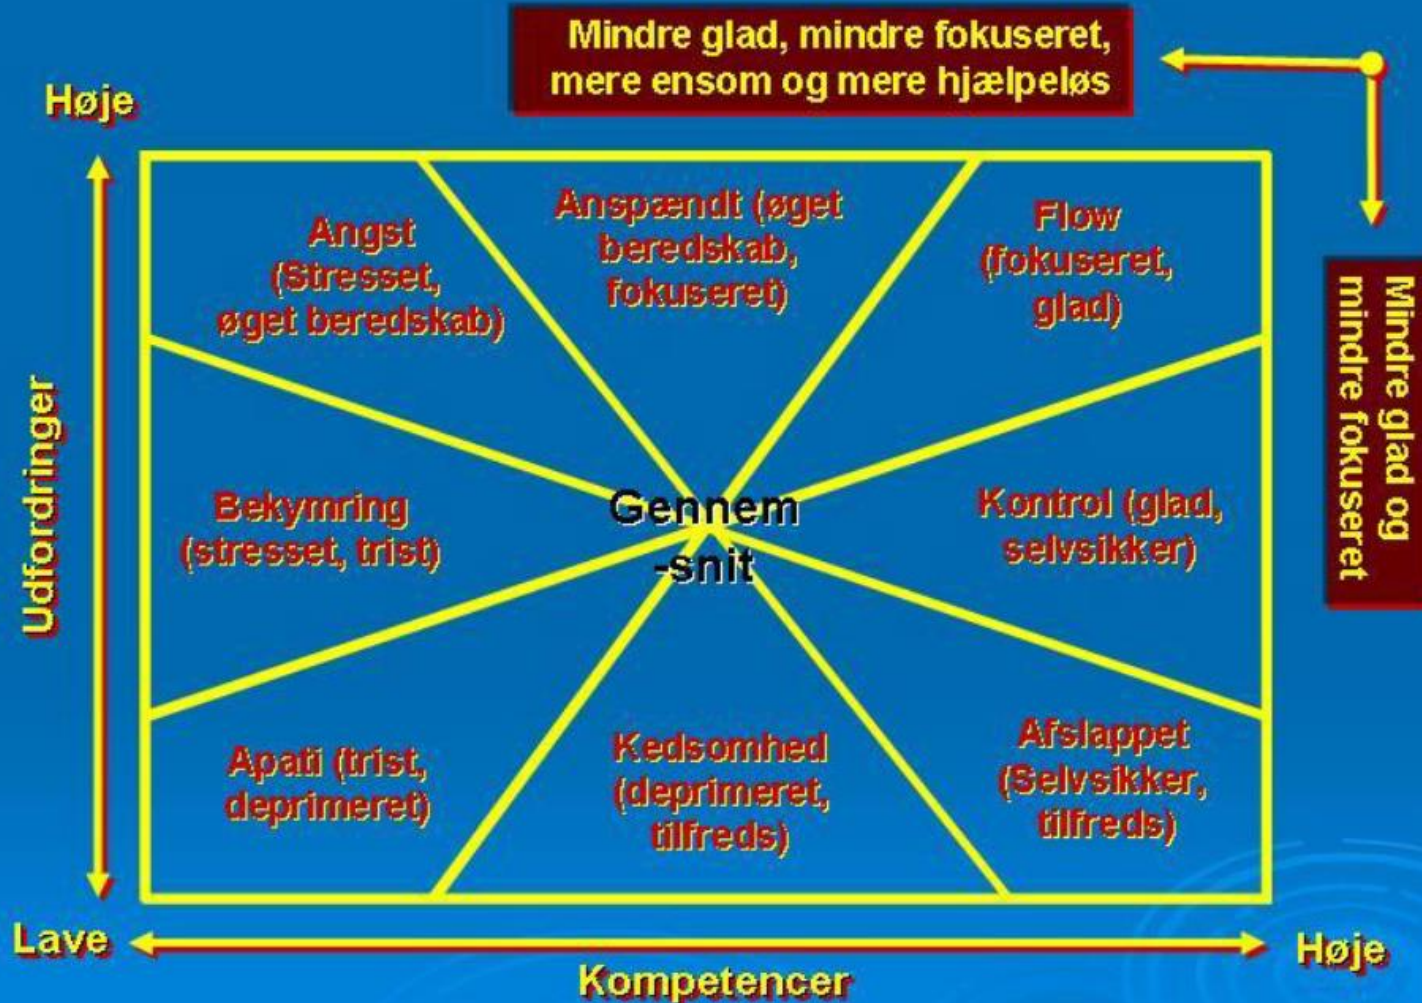 Mindre glad, mindre fokuseret,
mere ensom og mere hjælpeløs
Høje
Angst
(Stresset,
øget beredskab)
Anspændt (øget
beredskab,
fokuseret)
Flow
(fokuseret,
glad)
Mindre glad og
mindre fokuseret
Udfordringer
Bekymring
(stresset, trist)
Gennem
-snit
Kontrol (glad,
selvsikker)
Apati (trist,
deprimeret)
Kedsomhed
(deprimeret,
tilfreds)
Afslappet
(Selvsikker,
tilfreds)
Lave
Kompetencer
Høje